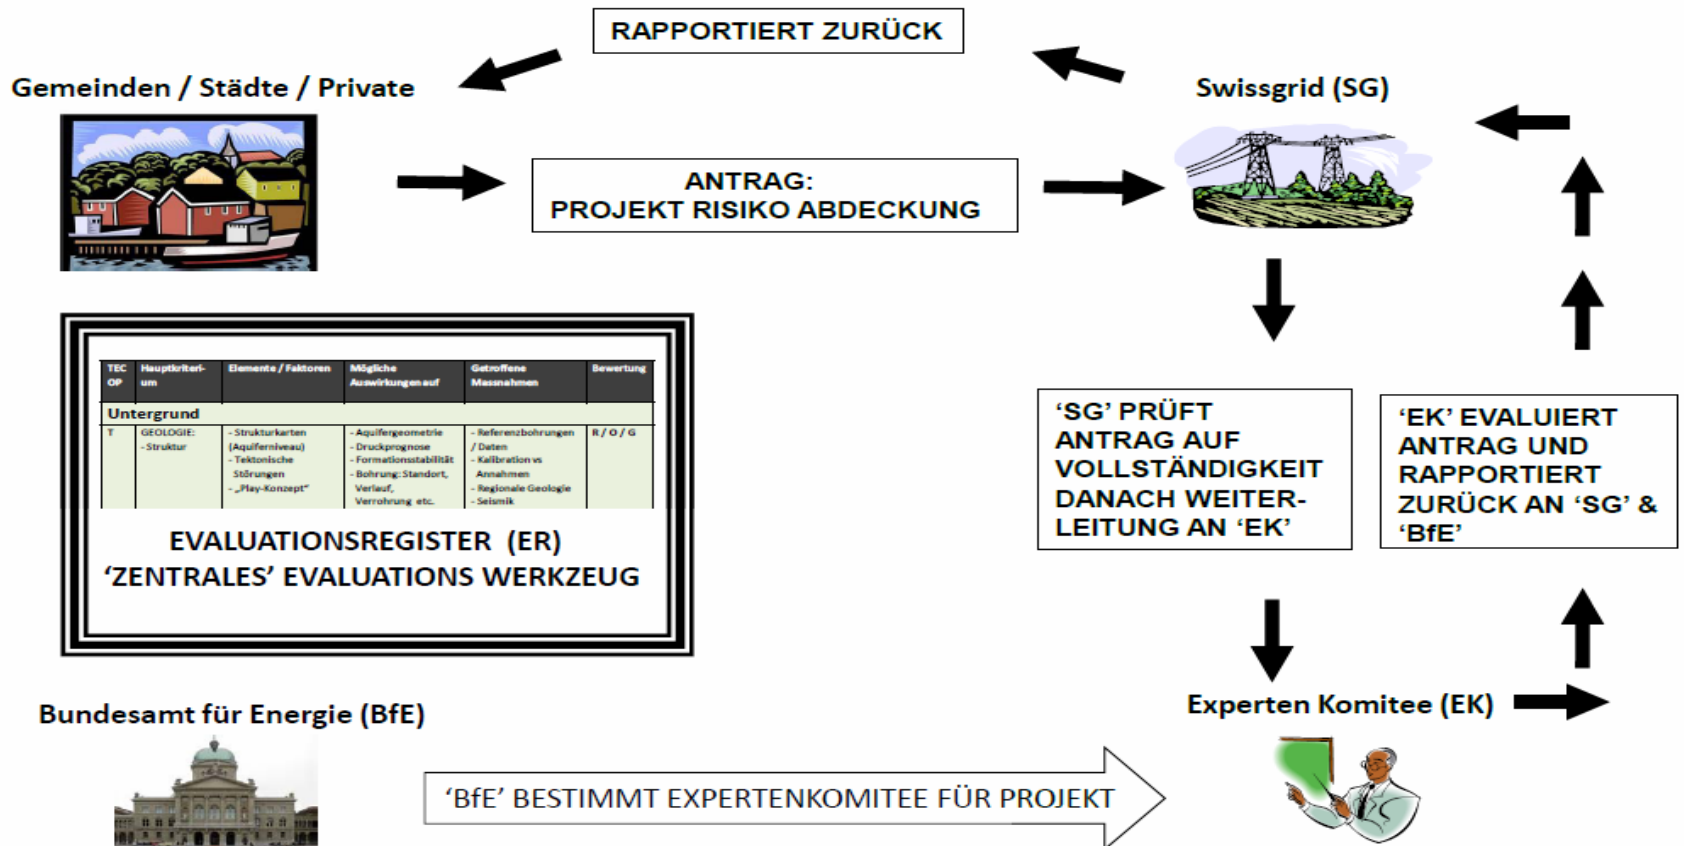 RAPPORTIERT ZURÜCK
Gemeinden / Städte / Private
Swissgrid (SG)
ANTRAG:
PROJEKT RISIKO ABDECKUNG
TEC
OP
Hauptkriteri-
um
Elemente / Faktoren
Mögliche
Auswirkungen auf
Getroffene
Massnahmen
Bewertung
Untergrund
T
GEOLOGIE:
- Struktur
- Strukturkarten
(Aquiferniveau)
- Tektonische
Störungen
- „Play-Konzept“
- Aquifergeometrie
- Druckprognose
- Formationsstabilität
- Bohrung: Standort,
Verlauf,
Verrohrung etc.
- Referenzbohrungen
/ Daten
- Kalibration vs
Annahmen
- Regionale Geologie
- Seismik
R / O / G
EVALUATIONSREGISTER (ER)
‘ZENTRALES’ EVALUATIONS WERKZEUG
‘SG’ PRÜFT
ANTRAG AUF
VOLLSTÄNDIGKEIT
DANACH WEITER-
LEITUNG AN ‘EK’
‘EK’ EVALUIERT
ANTRAG UND
RAPPORTIERT
ZURÜCK AN ‘SG’ &
‘BfE’
Bundesamt für Energie (BfE)
Experten Komitee (EK)
‘BfE’ BESTIMMT EXPERTENKOMITEE FÜR PROJEKT